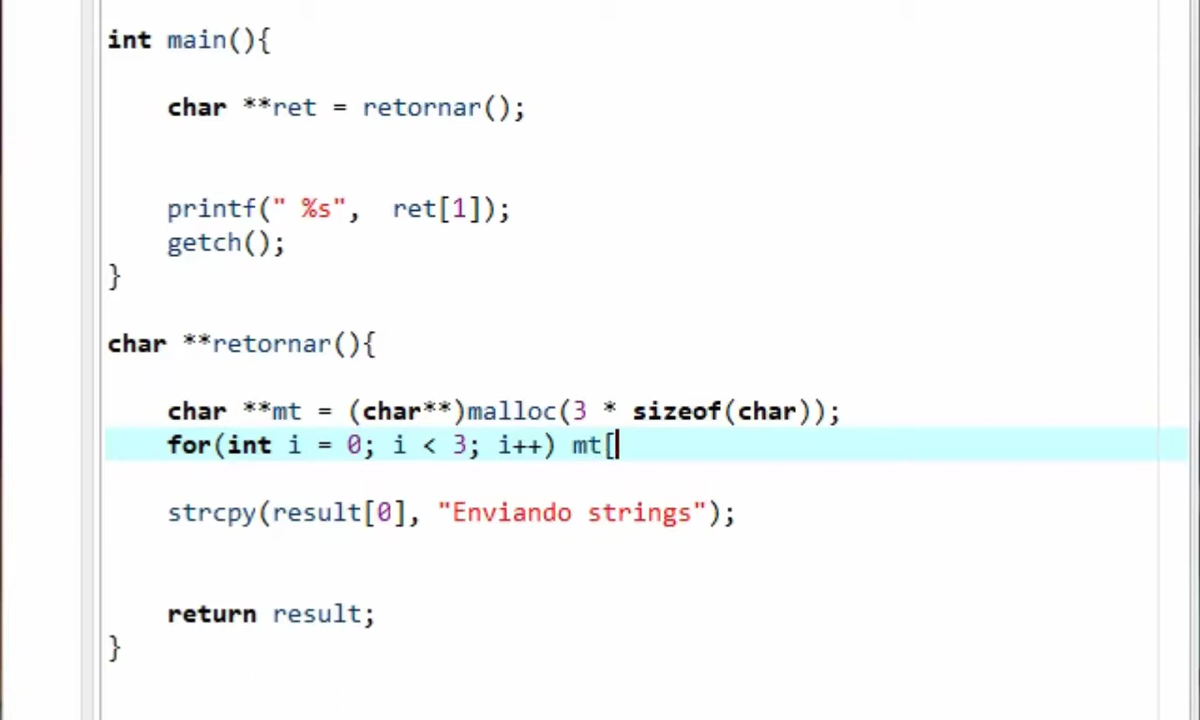 int main(){
char **ret = retornar();
printf(" %s",  ret[1]);
getch();
}
char **retornar(){
char **mt = (char**)malloc(3 * sizeof(char));
for(int i = 0; i < 3; i++) mt[
strcpy(result[0], "Enviando strings");
return result;
}